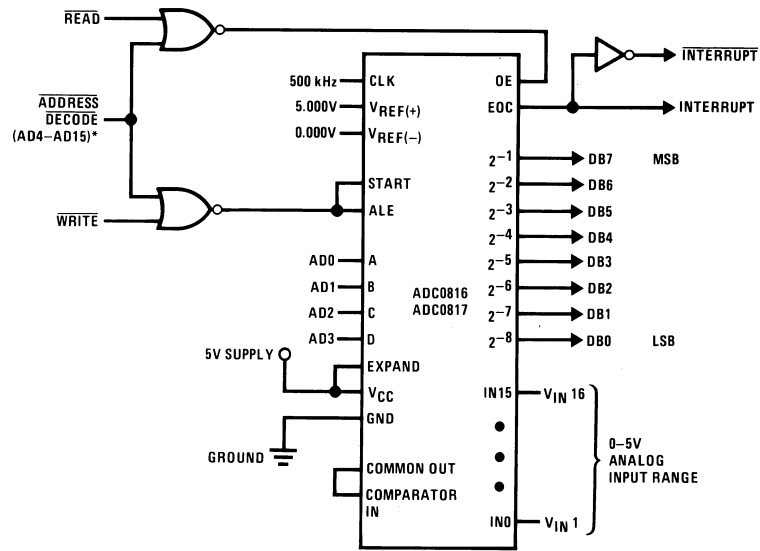 READ
ADDRESS
DECODE
(AD4–AD15)*
WRITE
500 kHz
5.000V
0.000V
AD0
AD1
AD2
AD3
5V SUPPLY
GROUND
CLK
VREF(+)
VREF(–)
START
ALE
A
B
C
D
EXPAND
VCC
GND
COMMON OUT
COMPARATOR
IN
ADC0816
ADC0817
OE
EOC
2–1
2–2
2–3
2–4
2–5
2–6
2–7
2–8
IN15
IN0
INTERRUPT
INTERRUPT
DB7 MSB
DB6
DB5
DB4
DB3
DB2
DB1
DB0 LSB
VIN 16
0–5V
ANALOG
INPUT RANGE
VIN 1